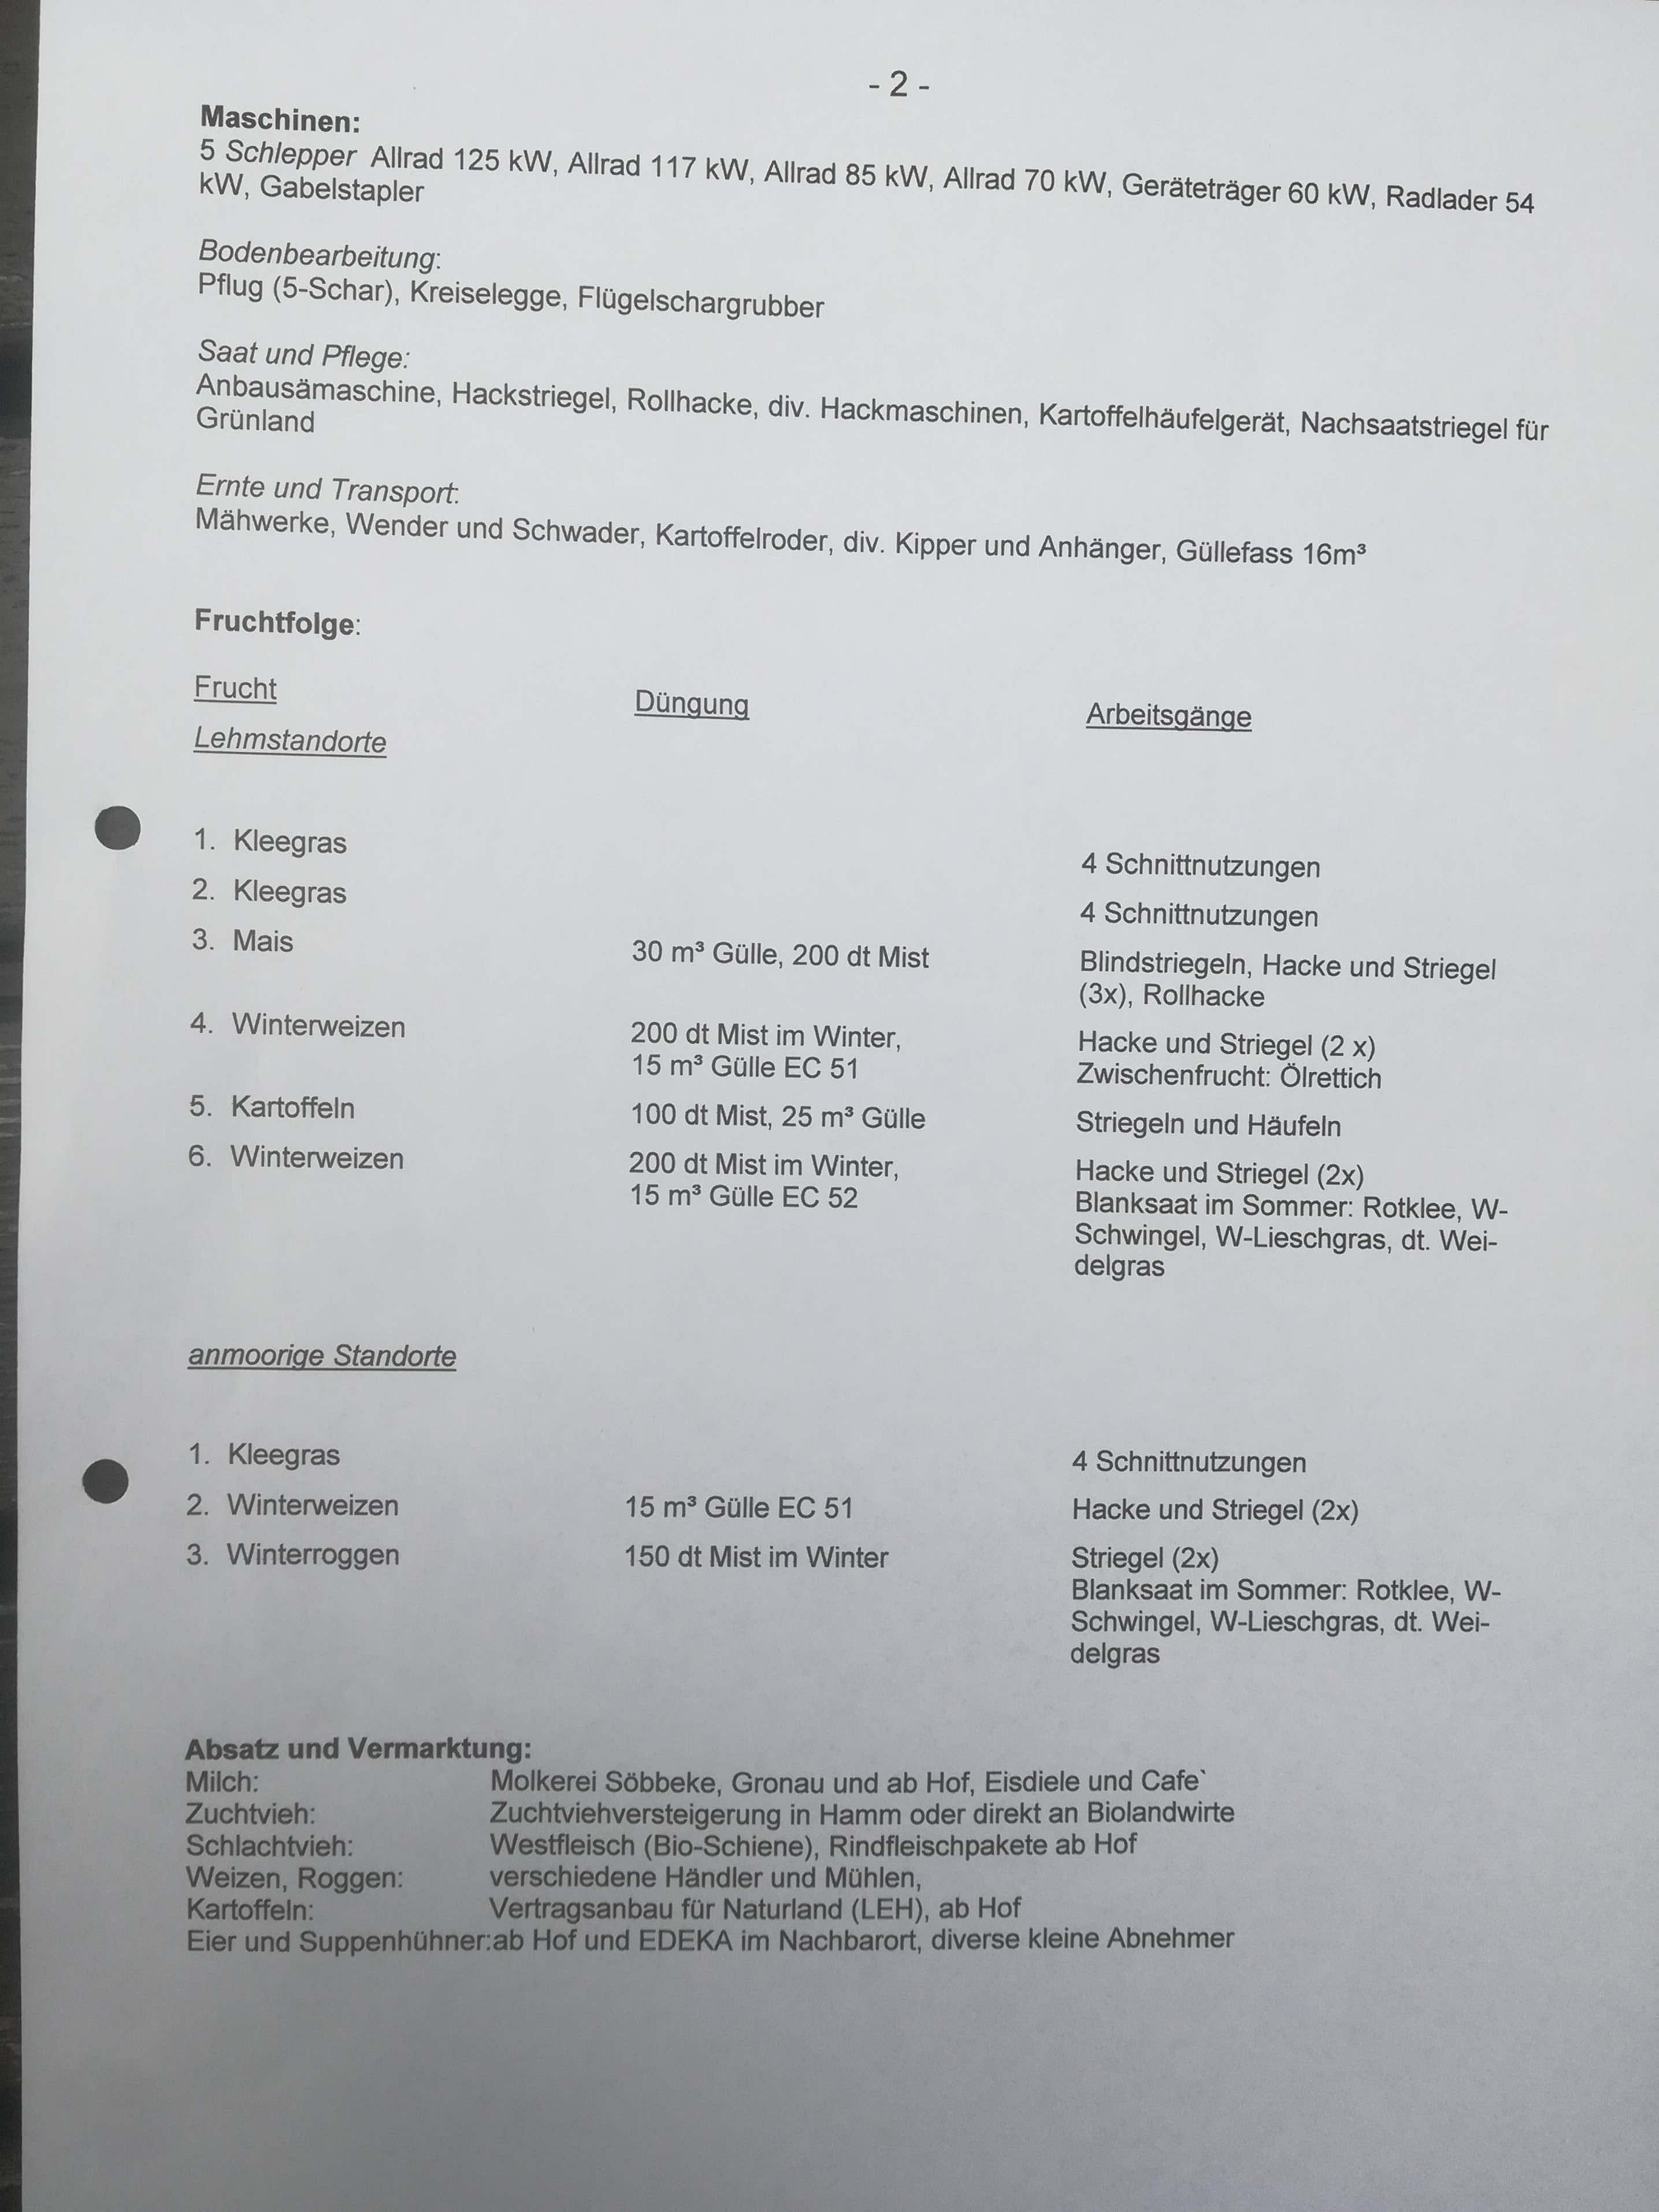 - 2 -
Maschinen:
5 Schlepper Allrad 125 kW, Allrad 117 kW, Allrad 85 kW, Allrad 70 kW, Geräteträger 60 kW, Radlader 54
kW, Gabelstapler
Bodenbearbeitung:
Pflug (5-Schar), Kreiselegge, Flügelschargrubber
Saat und Pflege:
Anbausämaschine, Hackstriegel, Rollhacke, div. Hackmaschinen, Kartoffelhäufelgerät, Nachsaatstriegel für
Grünland
Ernte und Transport:
Mähwerke, Wender und Schwader, Kartoffelroder, div. Kipper und Anhänger, Güllefass 16m³
Fruchtfolge:
Frucht Düngung Arbeitsgänge
Lehmstandorte
1. Kleegras 4 Schnittnutzungen
2. Kleegras 4 Schnittnutzungen
3. Mais 30 m³ Gülle, 200 dt Mist Blindstriegeln, Hacke und Striegel
(3x), Rollhacke
4. Winterweizen 200 dt Mist im Winter, Hacke und Striegel (2 x)
15 m³ Gülle EC 51 Zwischenfrucht: Ölrettich
5. Kartoffeln 100 dt Mist, 25 m³ Gülle Striegeln und Häufeln
6. Winterweizen 200 dt Mist im Winter, Hacke und Striegel (2x)
15 m³ Gülle EC 52 Blanksaat im Sommer: Rotklee, W-
Schwingel, W-Lieschgras, dt. Wei-
delgras
anmoorige Standorte
1. Kleegras 4 Schnittnutzungen
2. Winterweizen 15 m³ Gülle EC 51 Hacke und Striegel (2x)
3. Winterroggen 150 dt Mist im Winter Striegel (2x)
Blanksaat im Sommer: Rotklee, W-
Schwingel, W-Lieschgras, dt. Wei-
delgras
Absatz und Vermarktung:
Milch: Molkerei Söbbeke, Gronau und ab Hof, Eisdiele und Cafe`
Zuchtvieh: Zuchtviehversteigerung in Hamm oder direkt an Biolandwirte
Schlachtvieh: Westfleisch (Bio-Schiene), Rindfleischpakete ab Hof
Weizen, Roggen: verschiedene Händler und Mühlen,
Kartoffeln: Vertragsanbau für Naturland (LEH), ab Hof
Eier und Suppenhühner:ab Hof und EDEKA im Nachbarort, diverse kleine Abnehmer